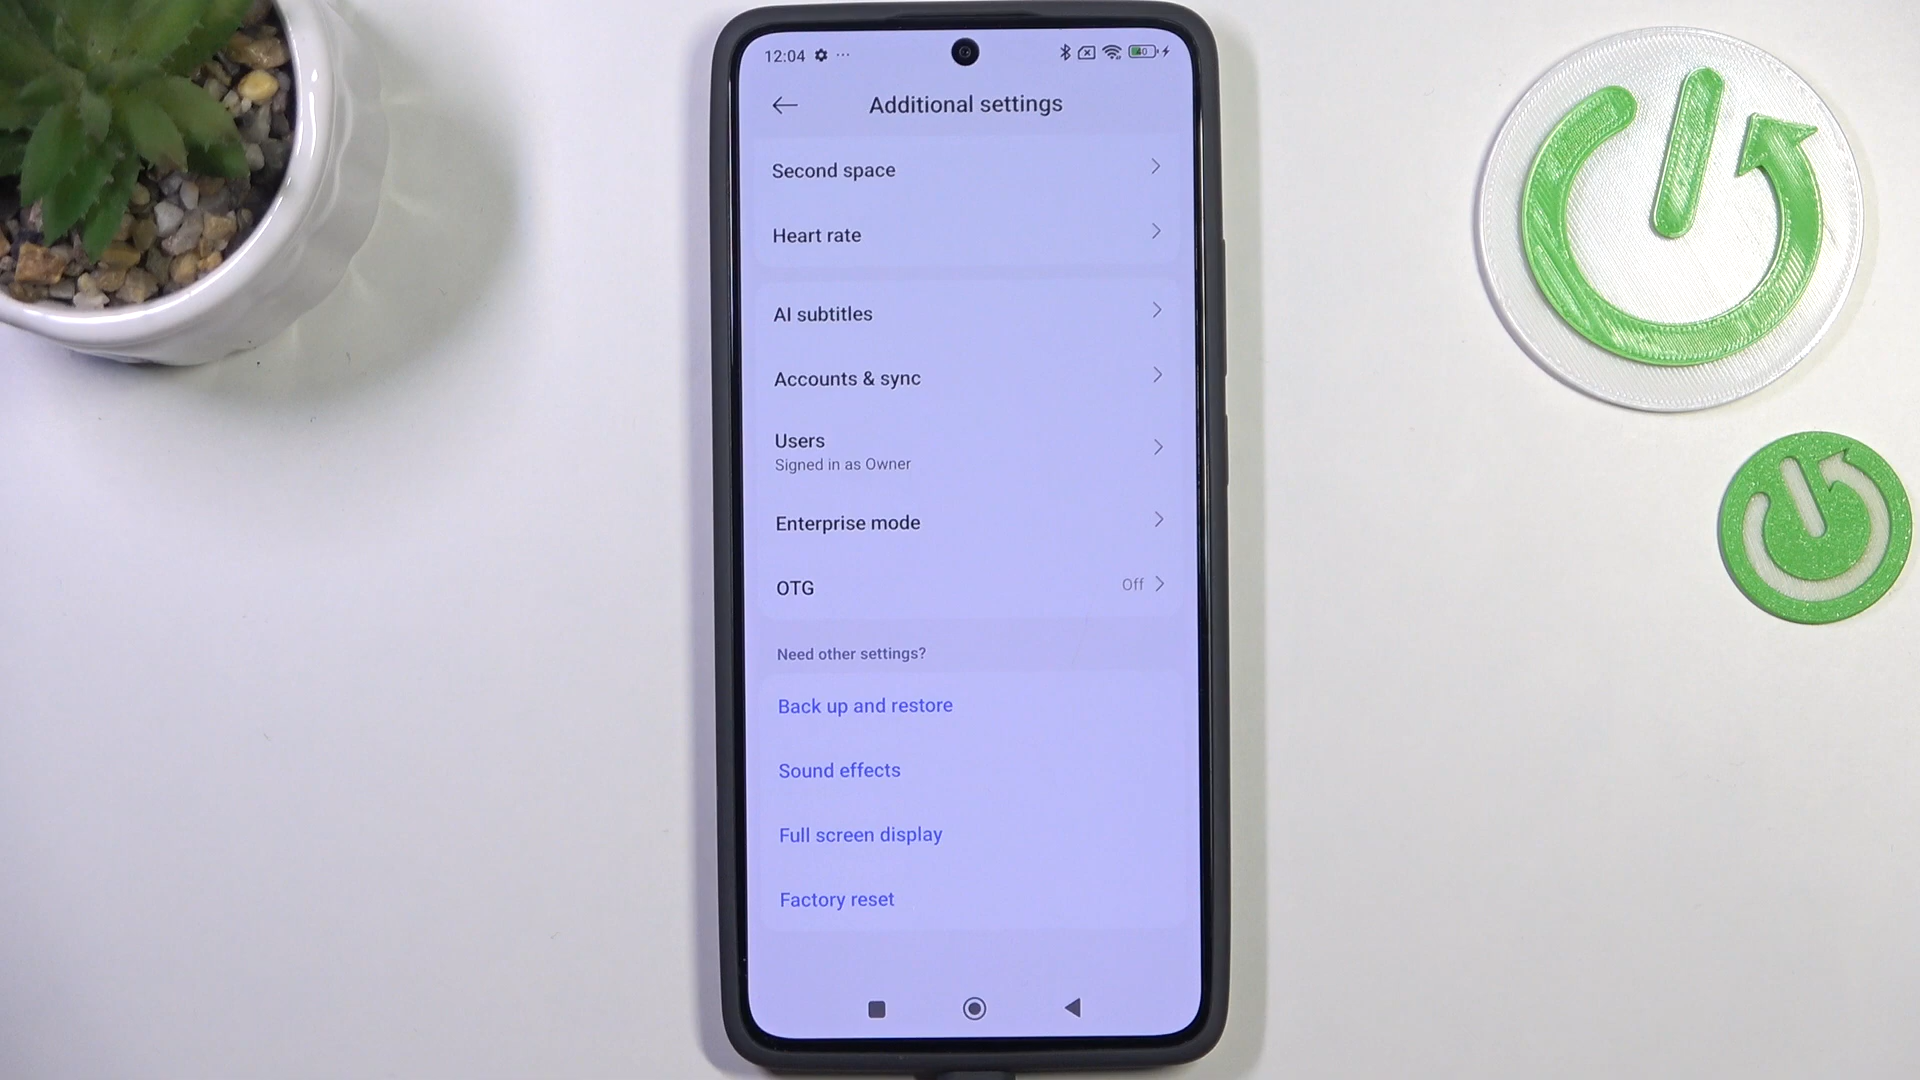 12:04 ... 40
Additional settings
Second space
Heart rate
AI subtitles
Accounts & sync
Users
Signed in as Owner
Enterprise mode
OTG Off
Need other settings?
Back up and restore
Sound effects
Full screen display
Factory reset